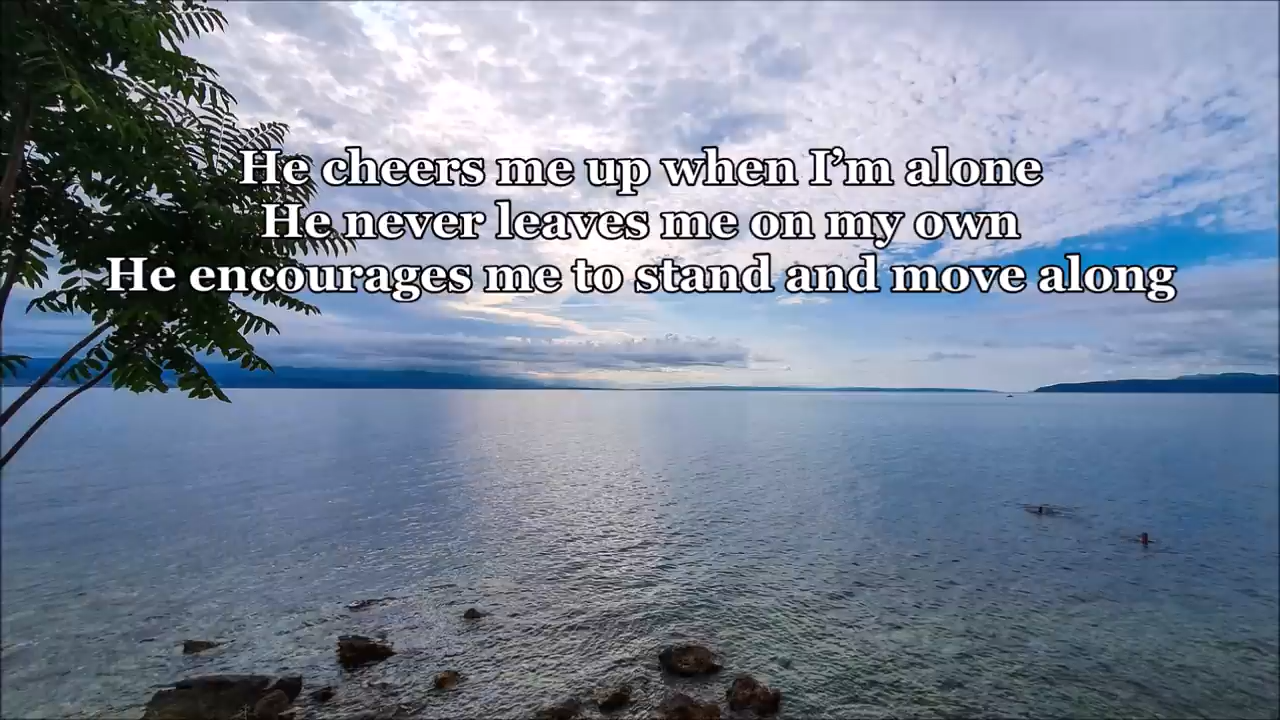 He cheers me up when I’m alone
He never leaves me on my own
He encourages me to stand and move along